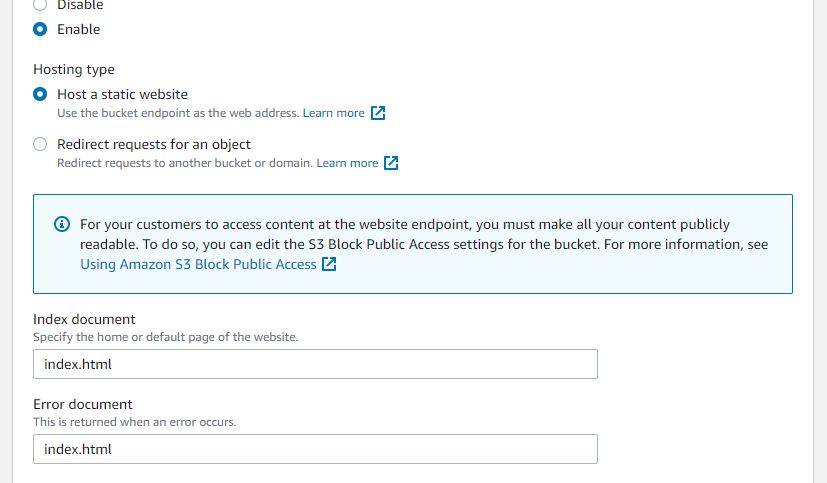 Disable
Enable
Hosting type
Host a static website
Use the bucket endpoint as the web address. Learn more
Redirect requests for an object
Redirect requests to another bucket or domain. Learn more
For your customers to access content at the website endpoint, you must make all your content publicly
readable. To do so, you can edit the S3 Block Public Access settings for the bucket. For more information, see
Using Amazon S3 Block Public Access
Index document
Specify the home or default page of the website.
index.html
Error document
This is returned when an error occurs.
index.html